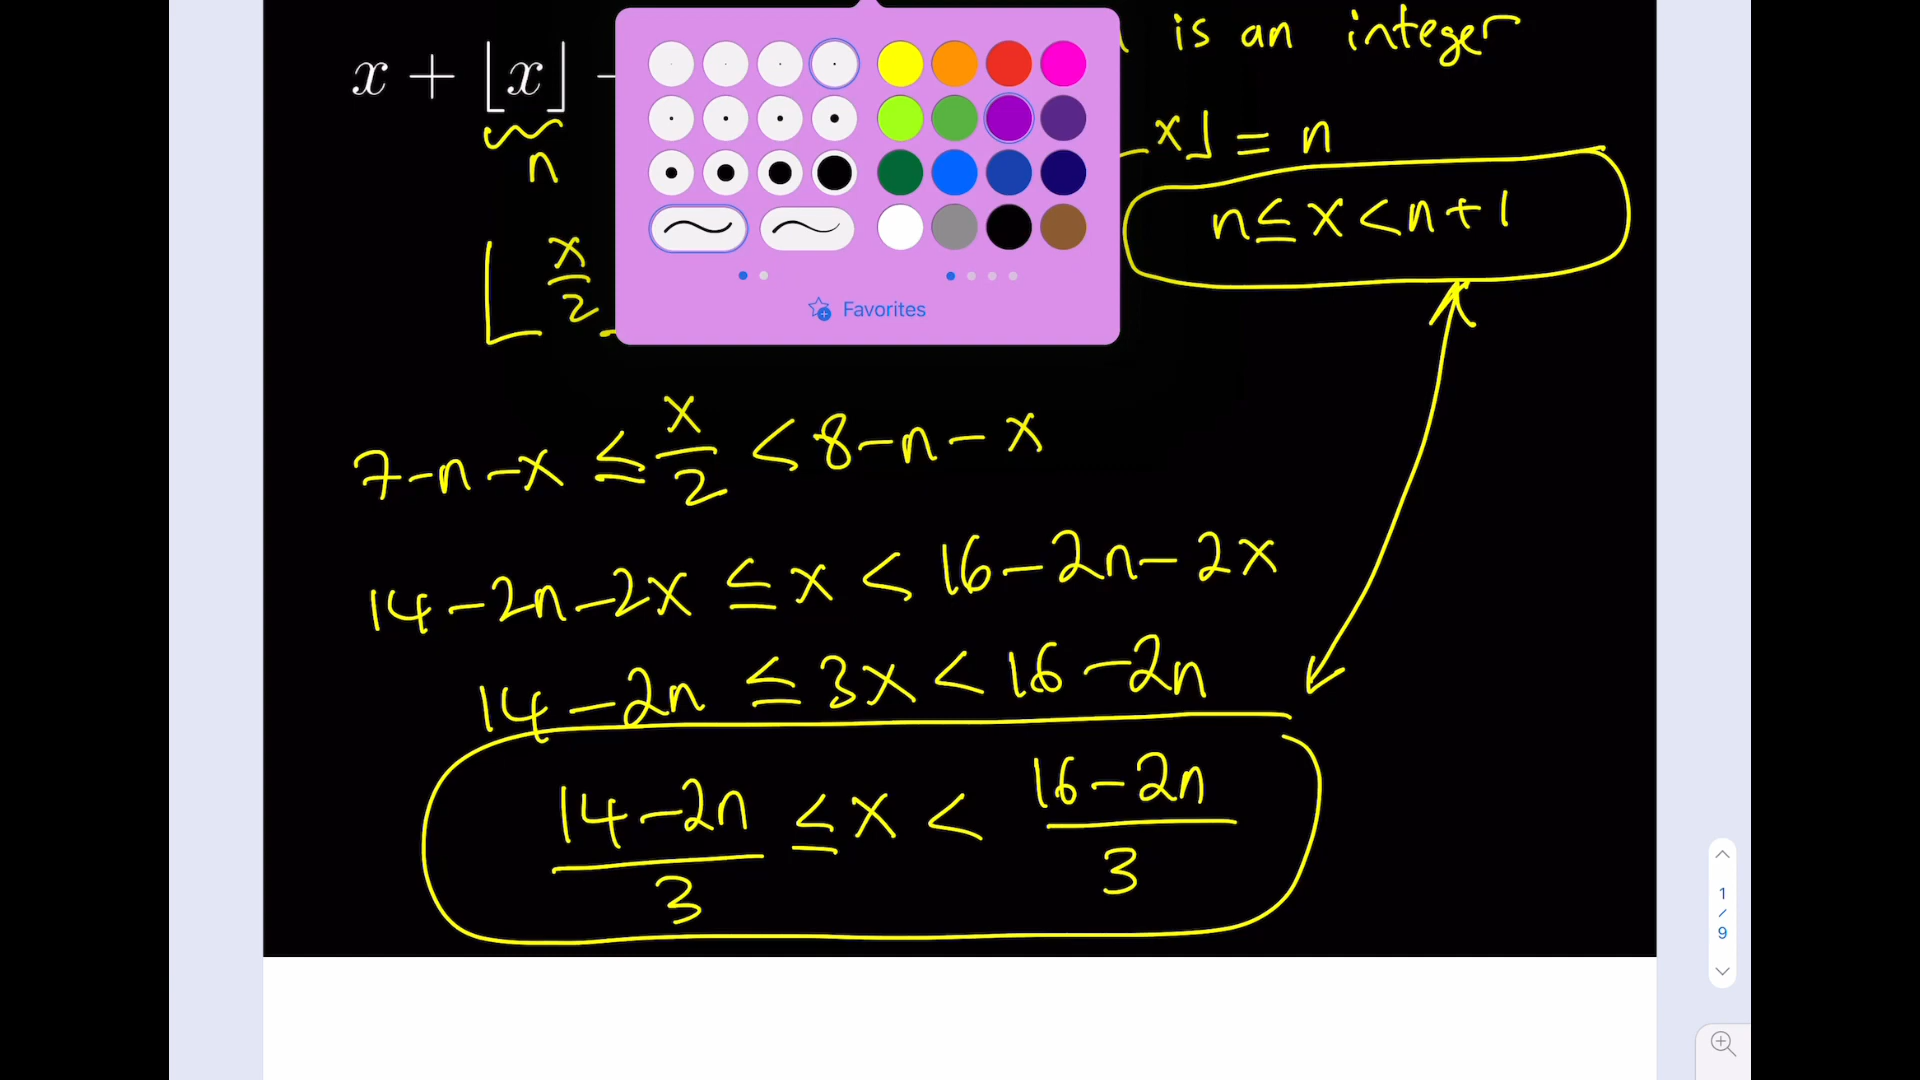 is an integer
x + ⌊x⌋ -
n
x⌋ = n
n ≤ x < n + 1
⌊ x/2
Favorites
7 - n - x ≤ x/2 < 8 - n - x
14 - 2n - 2x ≤ x < 16 - 2n - 2x
14 - 2n ≤ 3x < 16 - 2n
(14 - 2n)/3 ≤ x < (16 - 2n)/3
1
/
9